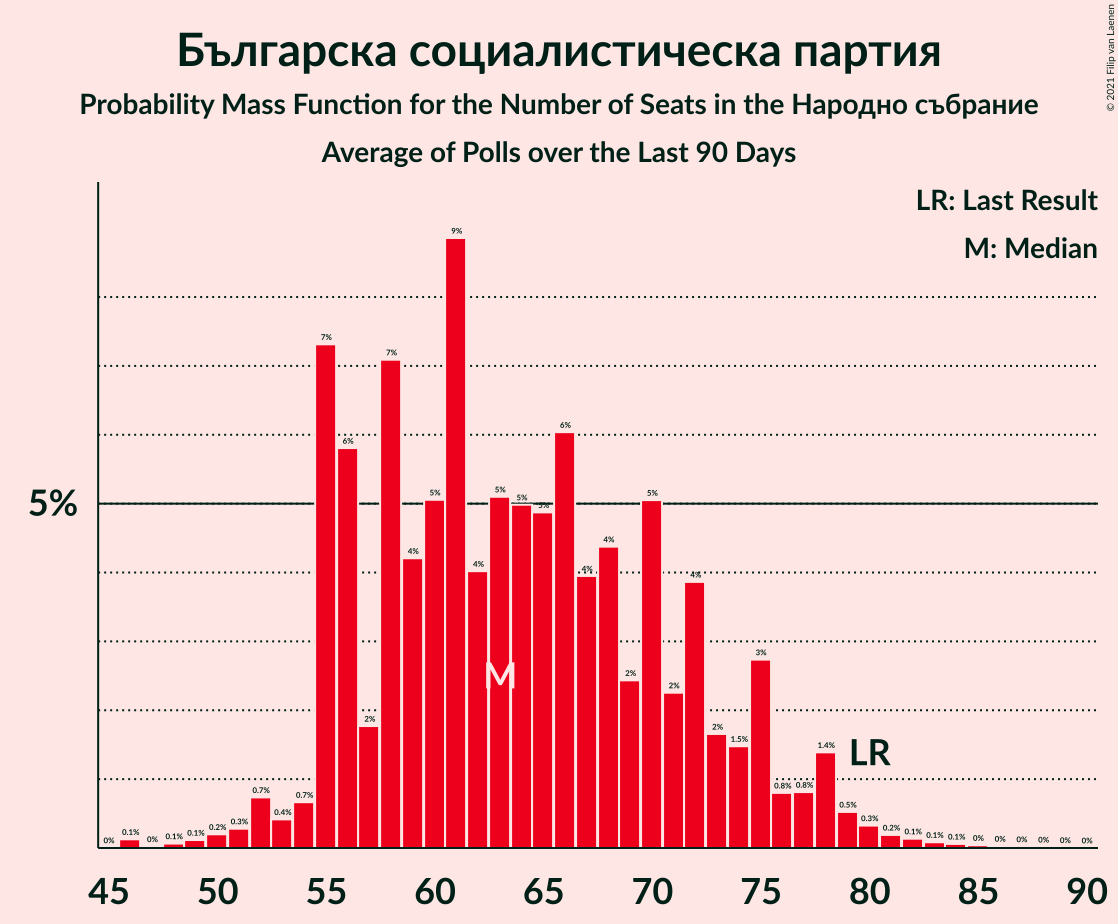 Българска социалистическа партия
Probability Mass Function for the Number of Seats in the Народно събрание
Average of Polls over the Last 90 Days
© 2021 Filip van Laenen
LR: Last Result
M: Median
5%
0% 0.1% 0% 0.1% 0.1% 0.2% 0.3% 0.7% 0.4% 0.7% 7% 6% 2% 7% 4% 5% 9% 4% 5% 5% 5% 6% 4% 4% 2% 5% 2% 4% 2% 1.5% 3% 0.8% 0.8% 1.4% 0.5% 0.3% 0.2% 0.1% 0.1% 0.1% 0% 0% 0% 0% 0% 0%
M
LR
45 50 55 60 65 70 75 80 85 90